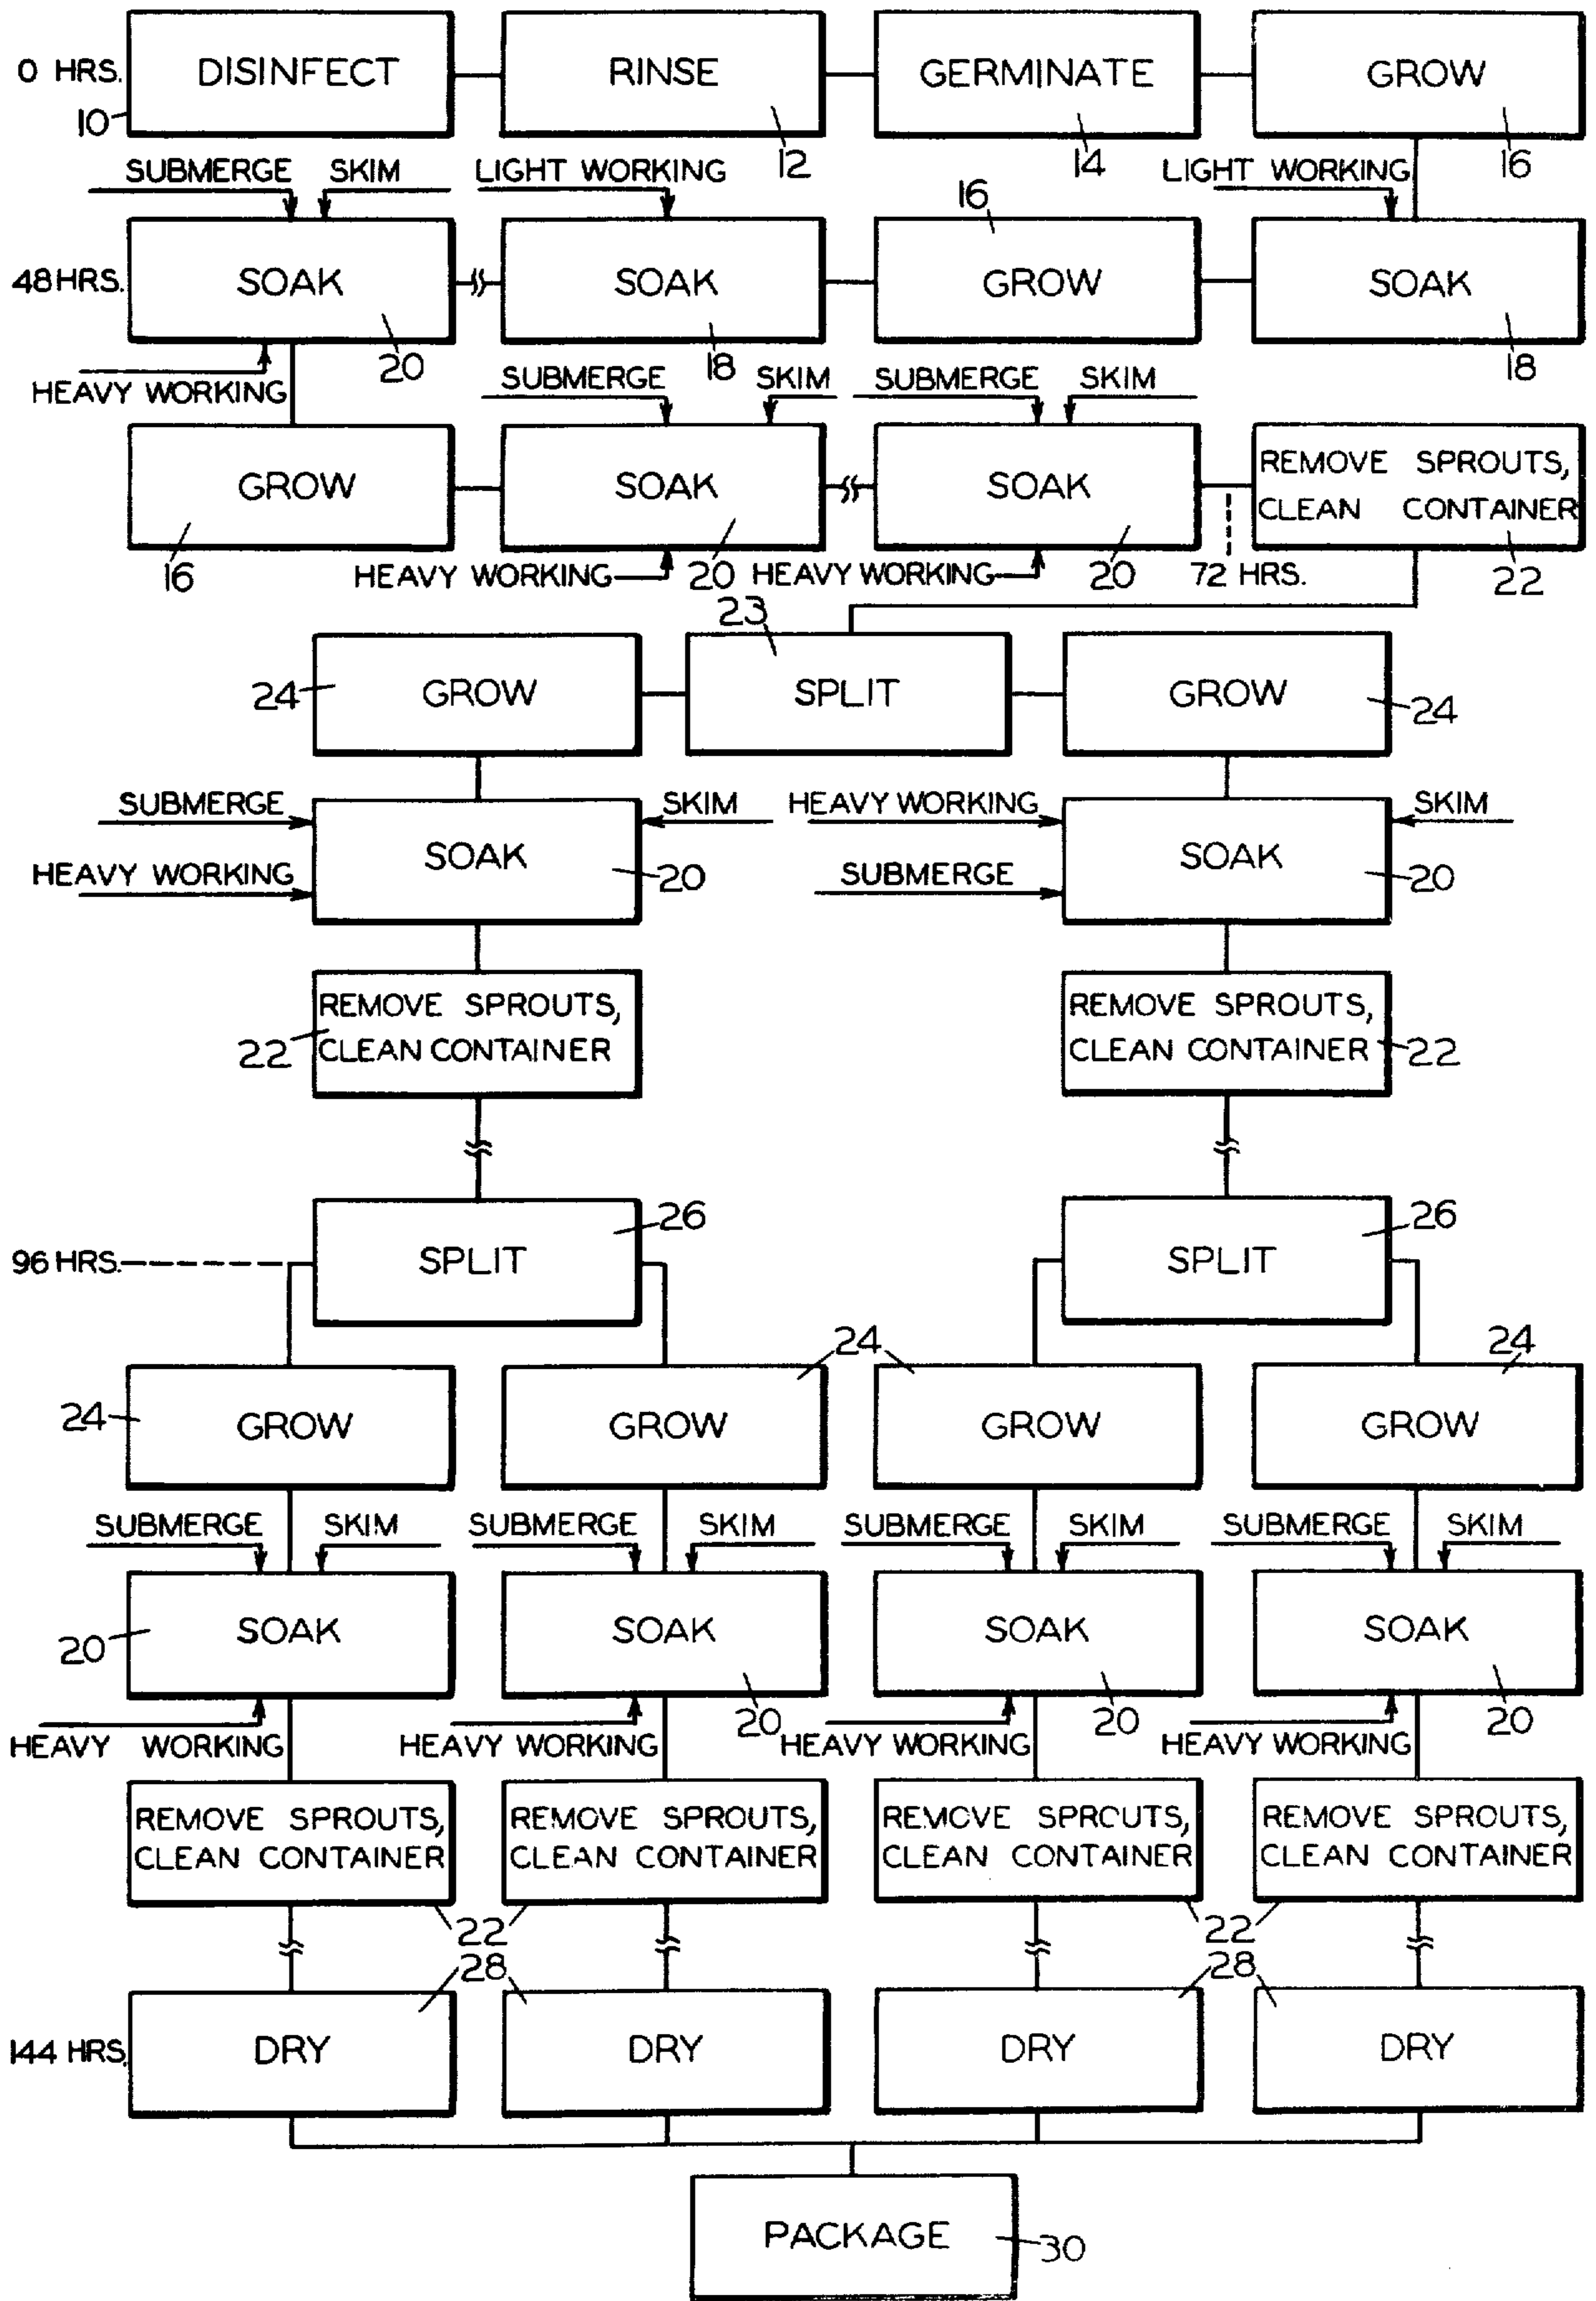 0 HRS.
DISINFECT
RINSE
GERMINATE
GROW
10
12
14
16
SUBMERGE
SKIM
LIGHT WORKING
16
LIGHT WORKING
48 HRS.
SOAK
SOAK
GROW
SOAK
20
18
18
HEAVY WORKING
SUBMERGE
SKIM
SUBMERGE
SKIM
GROW
SOAK
SOAK
REMOVE SPROUTS,
CLEAN CONTAINER
16
HEAVY WORKING
20
HEAVY WORKING
20
72 HRS.
22
23
24
GROW
SPLIT
GROW
24
SUBMERGE
SKIM
HEAVY WORKING
SKIM
SOAK
SOAK
HEAVY WORKING
20
SUBMERGE
20
REMOVE SPROUTS,
CLEAN CONTAINER
REMOVE SPROUTS,
CLEAN CONTAINER
22
22
26
26
96 HRS.
SPLIT
SPLIT
24
24
24
GROW
GROW
GROW
GROW
SUBMERGE
SKIM
SUBMERGE
SKIM
SUBMERGE
SKIM
SUBMERGE
SKIM
20
SOAK
SOAK
SOAK
SOAK
20
20
20
HEAVY WORKING
HEAVY WORKING
HEAVY WORKING
HEAVY WORKING
REMOVE SPROUTS,
CLEAN CONTAINER
REMOVE SPROUTS,
CLEAN CONTAINER
REMOVE SPROUTS,
CLEAN CONTAINER
REMOVE SPROUTS,
CLEAN CONTAINER
22
22
28
28
144 HRS.
DRY
DRY
DRY
DRY
PACKAGE
30